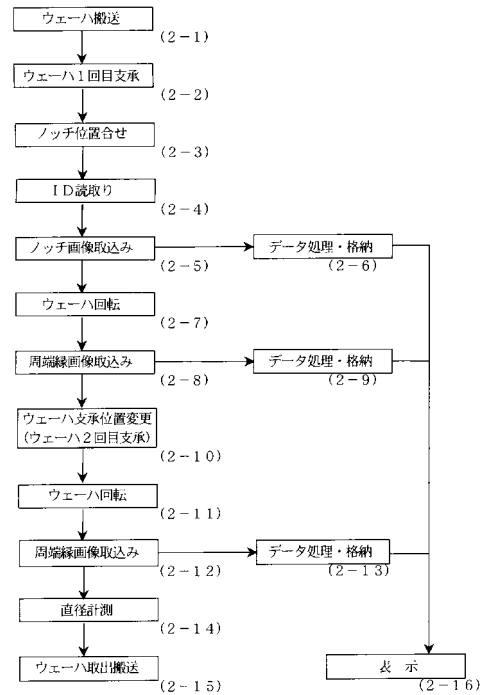 ウェーハ搬送
(2-1)
ウェーハ1回目支承
(2-2)
ノッチ位置合せ
(2-3)
ID読取り
(2-4)
ノッチ画像取込み
(2-5)
データ処理・格納
(2-6)
ウェーハ回転
(2-7)
周端縁画像取込み
(2-8)
データ処理・格納
(2-9)
ウェーハ支承位置変更
(ウェーハ2回目支承)
(2-10)
ウェーハ回転
(2-11)
周端縁画像取込み
(2-12)
データ処理・格納
(2-13)
直径計測
(2-14)
ウェーハ取出搬送
(2-15)
表 示
(2-16)